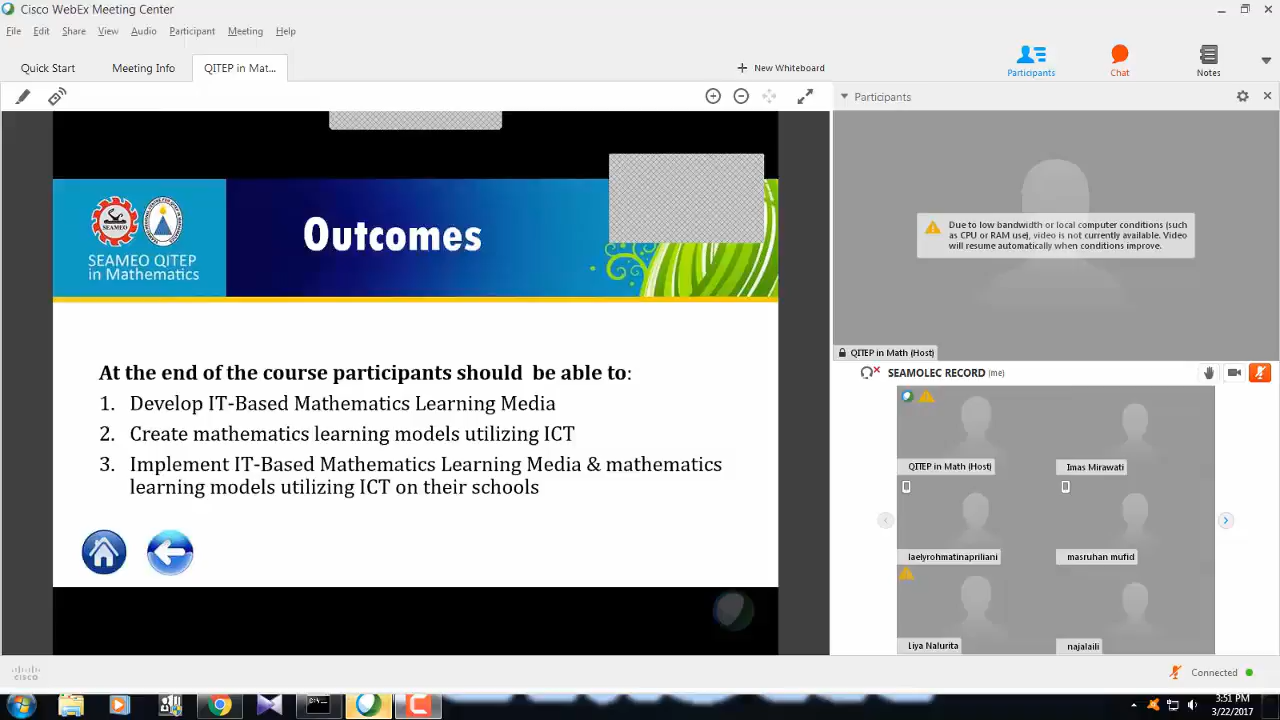 Cisco WebEx Meeting Center
File Edit Share View Audio Participant Meeting Help
Quick Start Meeting Info QITEP in Mat...
New Whiteboard
Participants Chat Notes
Participants
SEAMEO
SEAMEO QITEP
in Mathematics
Outcomes
At the end of the course participants should be able to:
1. Develop IT-Based Mathematics Learning Media
2. Create mathematics learning models utilizing ICT
3. Implement IT-Based Mathematics Learning Media & mathematics
learning models utilizing ICT on their schools
Due to low bandwidth or local computer conditions (such
as CPU or RAM use), video is not currently available. Video
will resume automatically when conditions improve.
QITEP in Math (Host)
SEAMOLEC RECORD (me)
QITEP in Math (Host) Imas Mirawati
laelyrohmatinapriliani masruhan mufid
Liya Nalurita najalaili
cisco
Connected
3:51 PM
3/22/2017